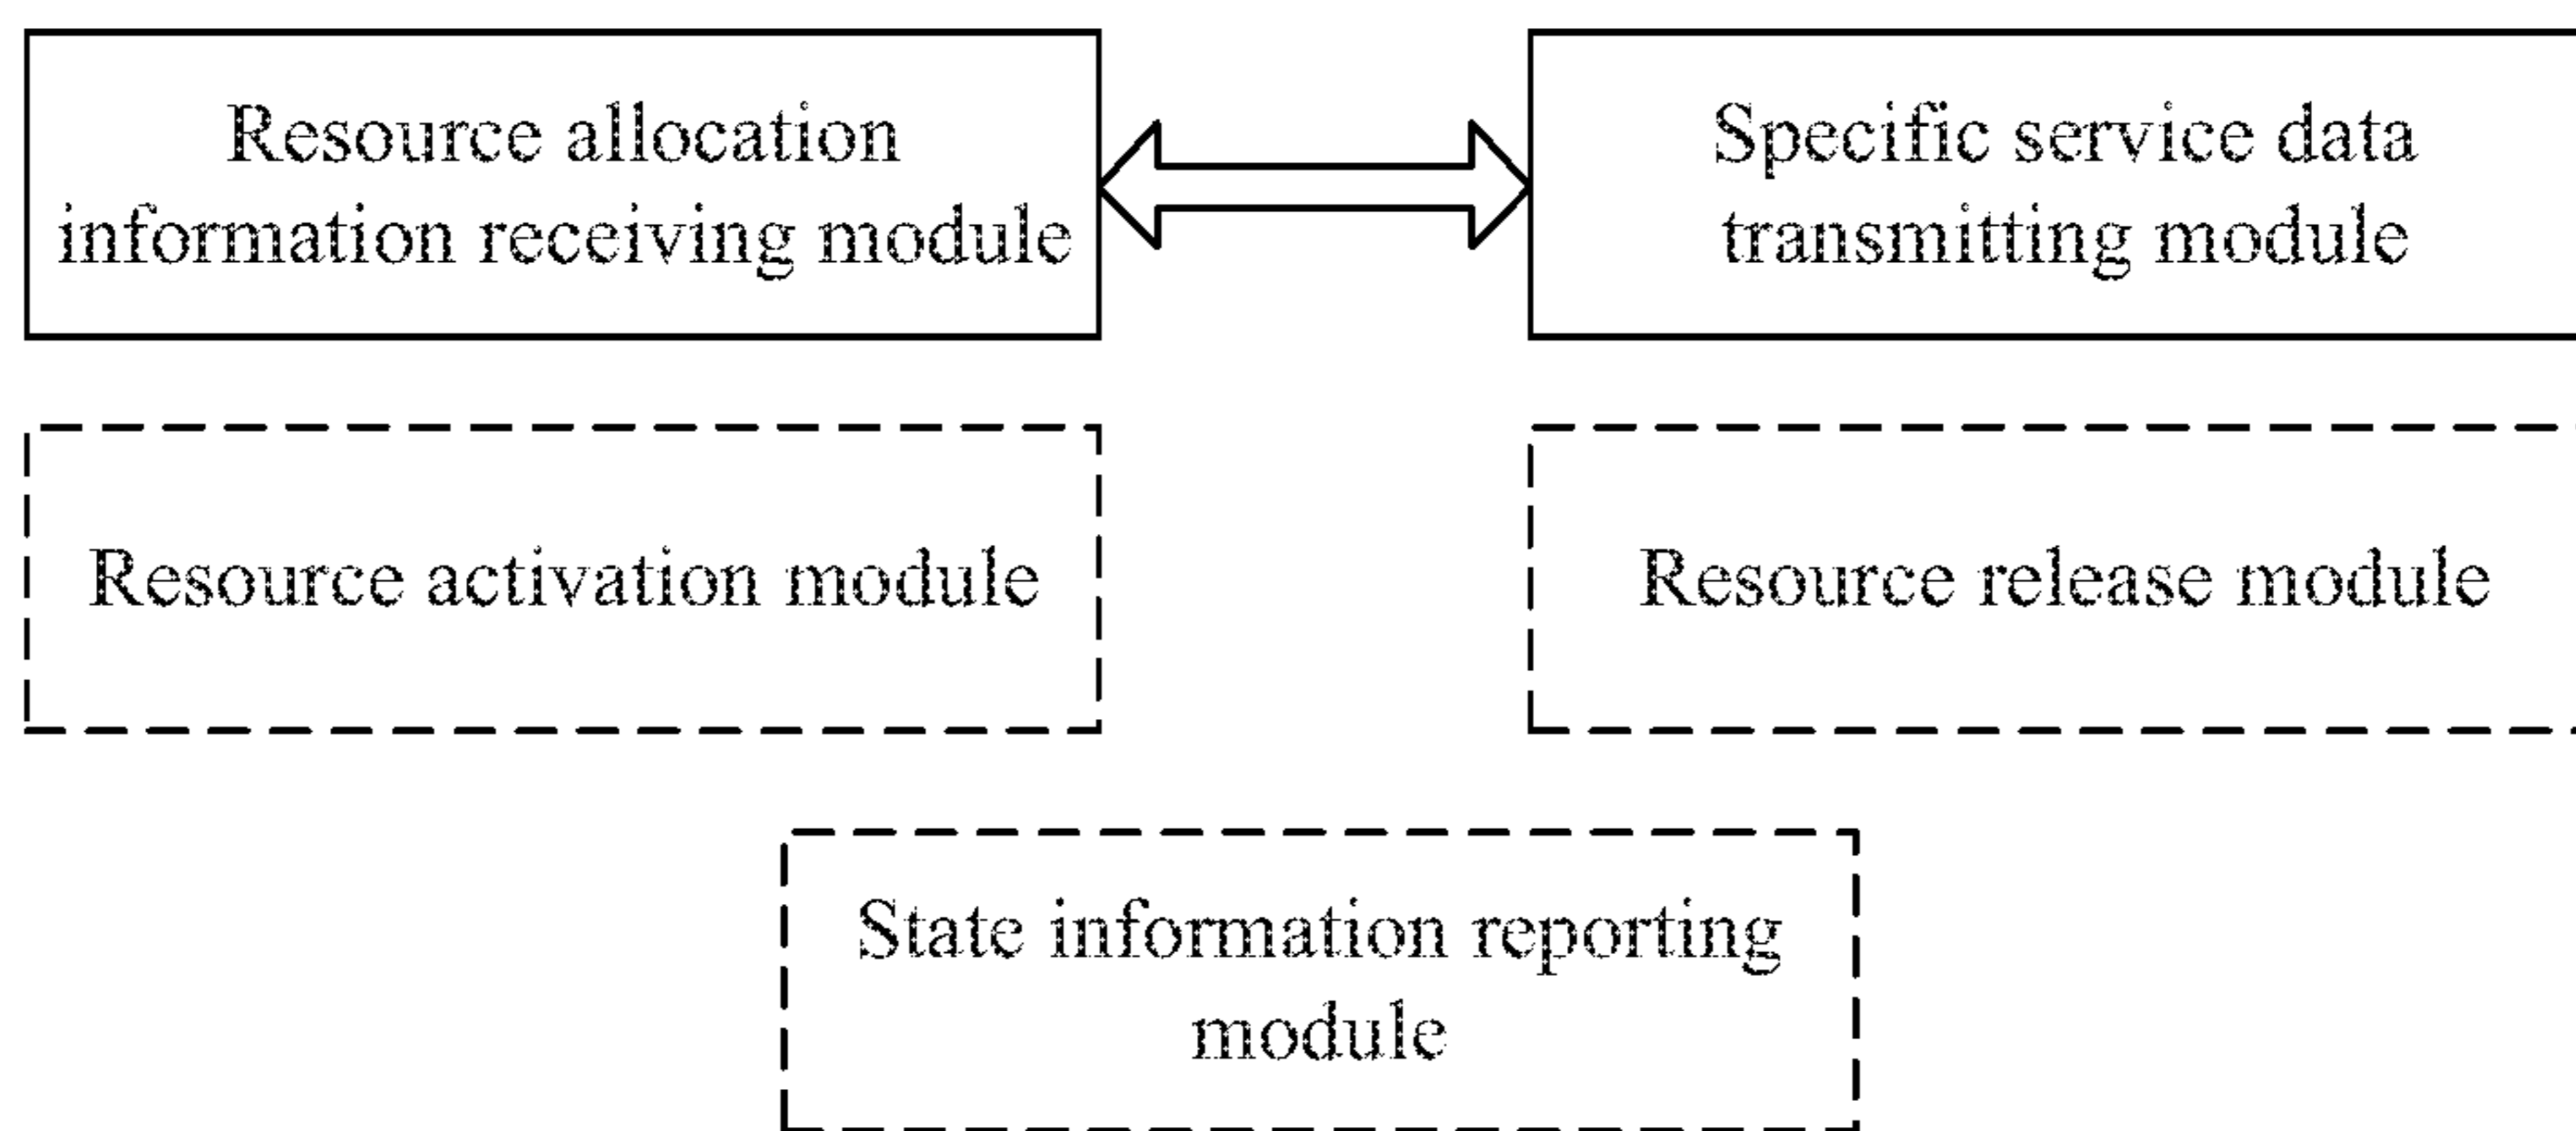 Resource allocation
information receiving module
Specific service data
transmitting module
Resource activation module
Resource release module
State information reporting
module